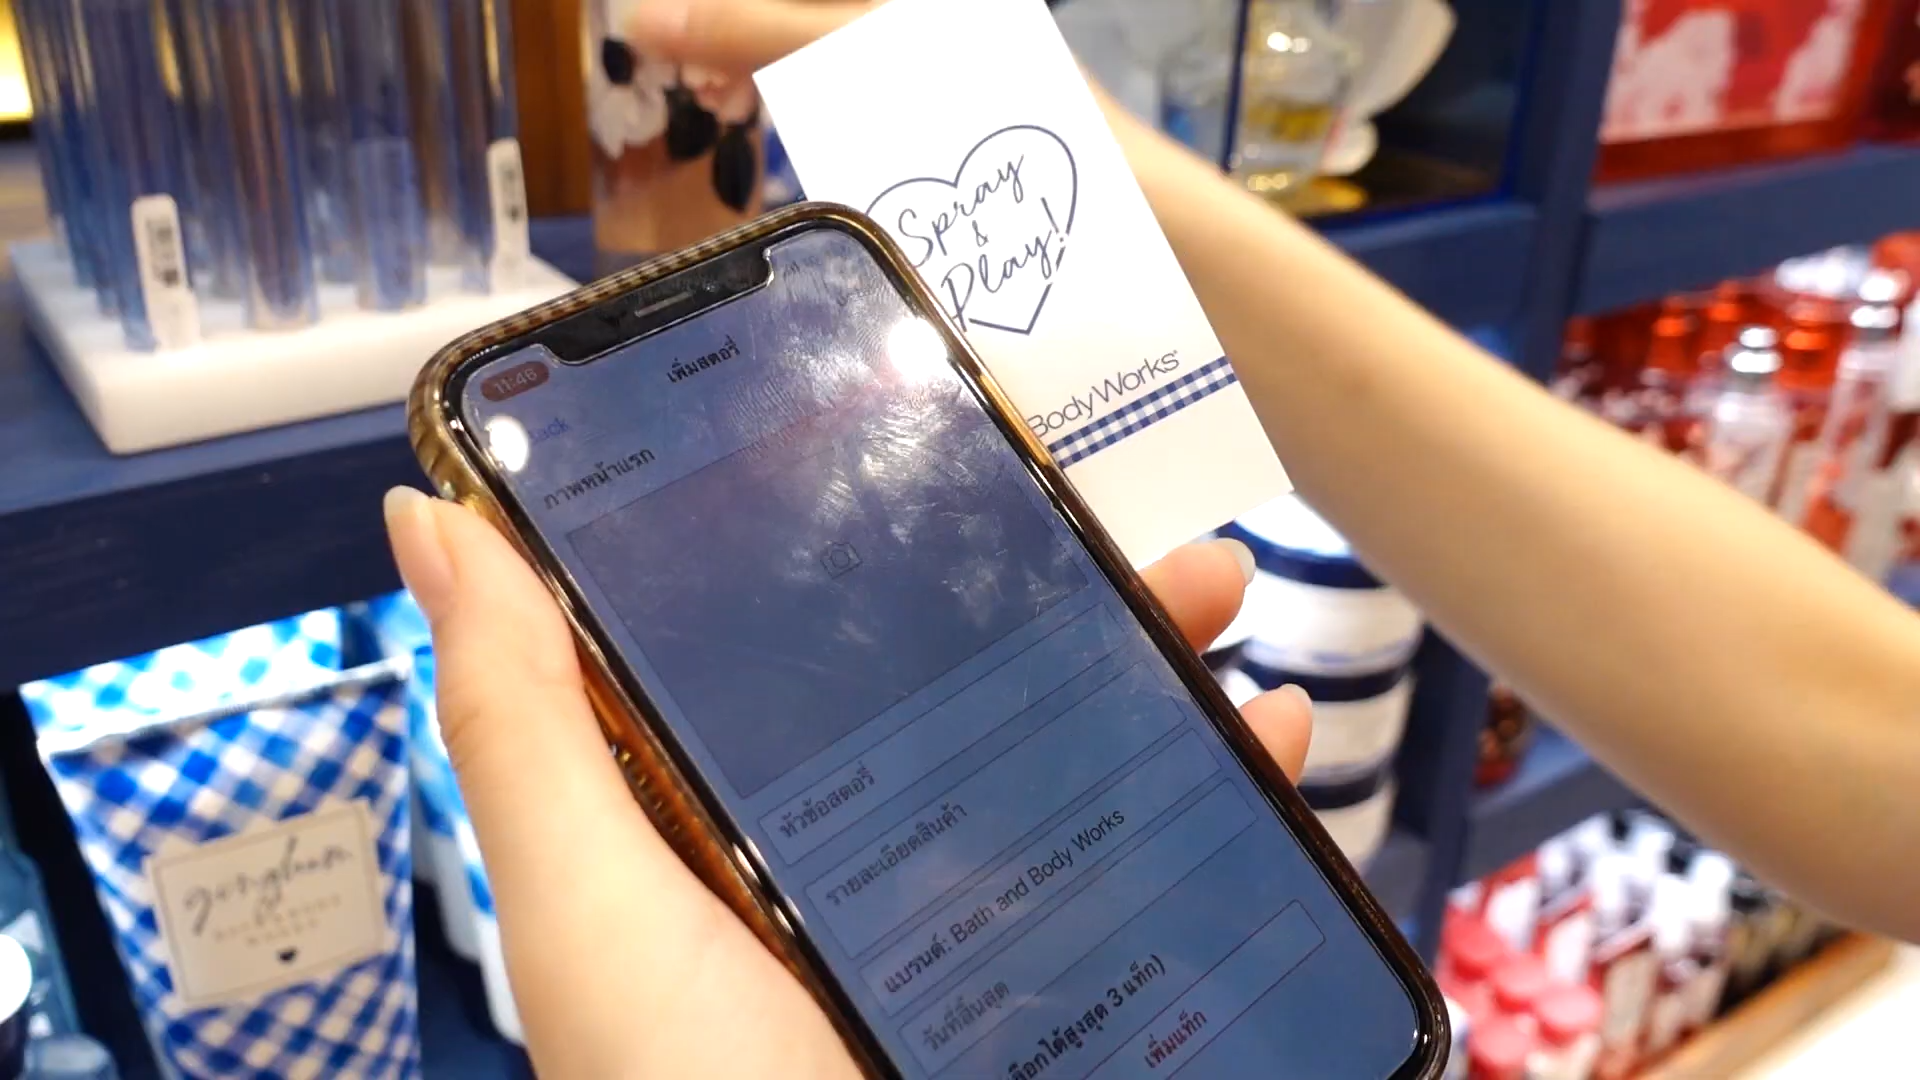 Spray
&
Play!
BodyWorks
11:46
เพิ่มสตอรี่
Back
ภาพหน้าแรก
หัวข้อสตอรี่
รายละเอียดสินค้า
แบรนด์: Bath and Body Works
วันที่สิ้นสุด
เลือกได้สูงสุด 3 แท็ก)
เพิ่มแท็ก
gingham